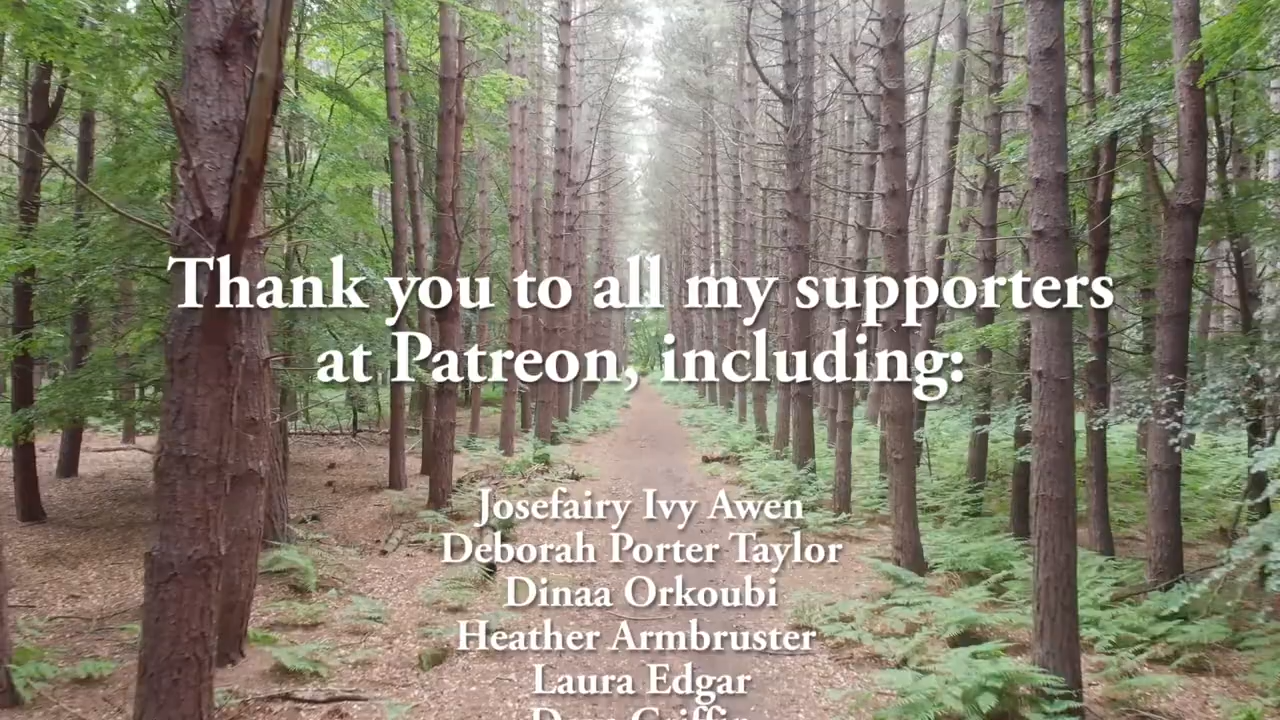 Thank you to all my supporters
at Patreon, including:
Josefairy Ivy Awen
Deborah Porter Taylor
Dinaa Orkoubi
Heather Armbruster
Laura Edgar